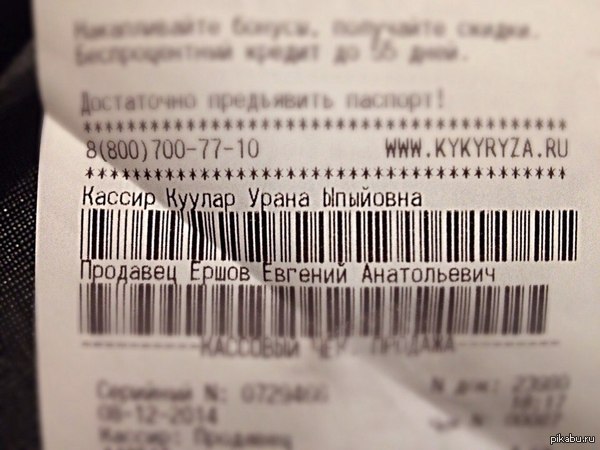 Накапливайте бонусы, получайте скидки.
Беспроцентный кредит до 55 дней.
Достаточно предъявить паспорт!
****************************************
8(800)700-77-10 WWW.KYKYRYZA.RU
****************************************
Кассир Куулар Урана Ыпыйовна
Продавец Ершов Евгений Анатольевич
КАССОВЫЙ ЧЕК ПРОДАЖА
Серийный N:
08-12-2014
Кассир: Продавец
pikabu.ru